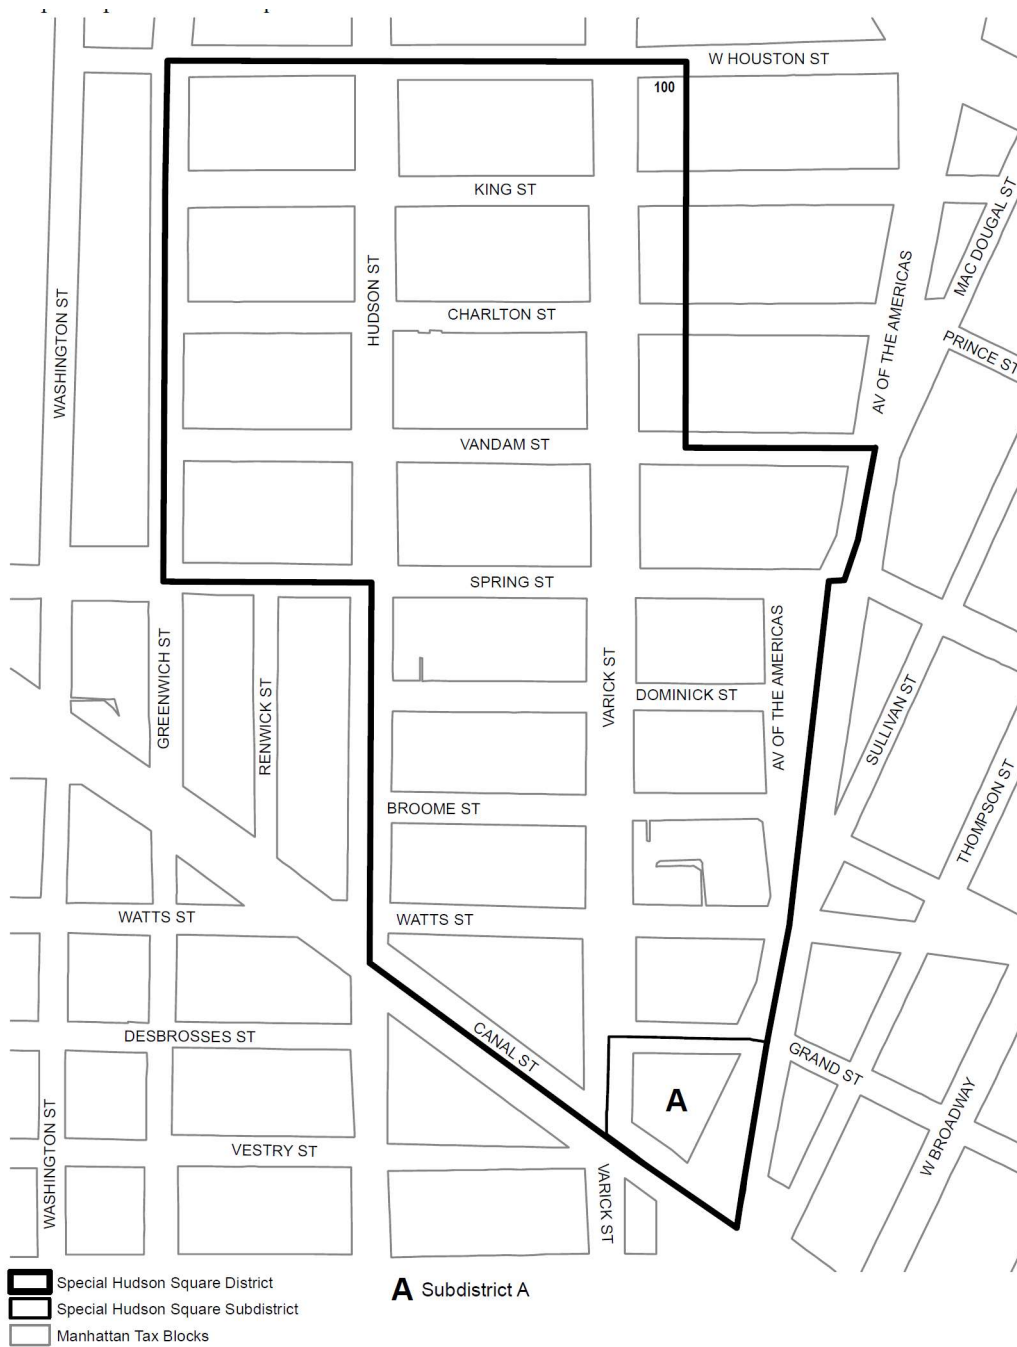 W HOUSTON ST
100
KING ST
MAC DOUGAL ST
HUDSON ST
WASHINGTON ST
CHARLTON ST
AV OF THE AMERICAS
PRINCE ST
VANDAM ST
SPRING ST
GREENWICH ST
RENWICK ST
VARICK ST
DOMINICK ST
AV OF THE AMERICAS
SULLIVAN ST
THOMPSON ST
BROOME ST
WATTS ST
WATTS ST
DESBROSSES ST
CANAL ST
GRAND ST
A
WASHINGTON ST
VESTRY ST
VARICK ST
W BROADWAY
Special Hudson Square District
A Subdistrict A
Special Hudson Square Subdistrict
Manhattan Tax Blocks